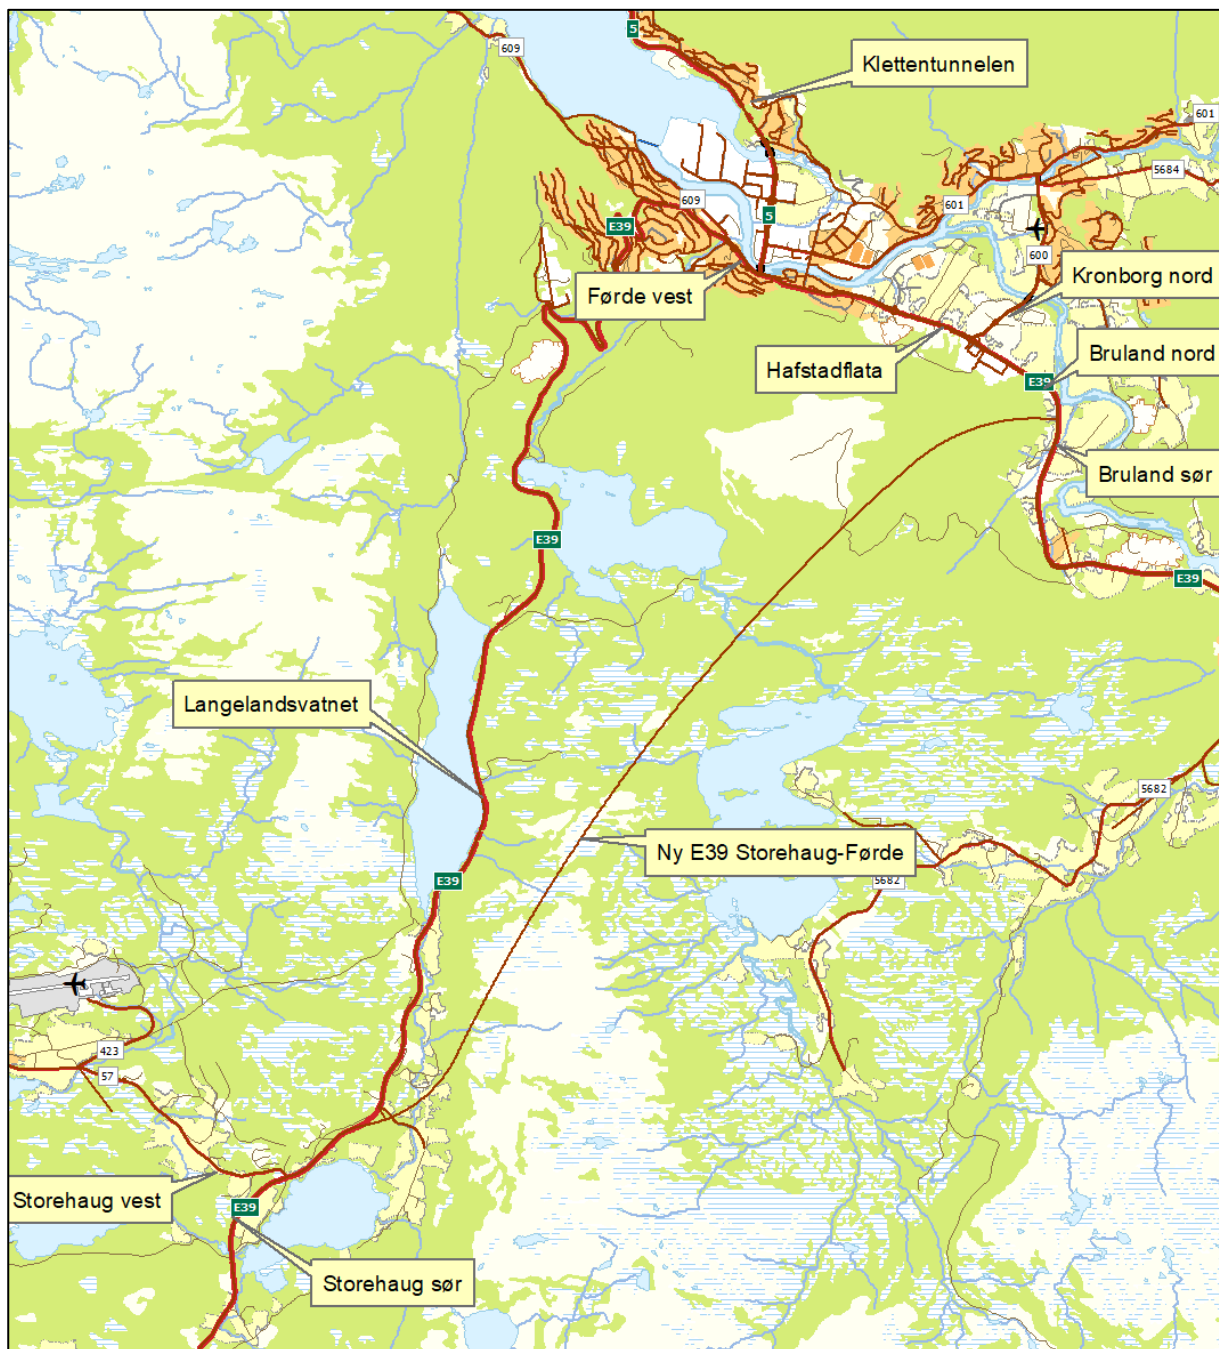 5
609
Klettentunnelen
601
5684
609
601
5
E39
600
Kronborg nord
Førde vest
Bruland nord
Hafstadflata
E39
Bruland sør
E39
E39
Langelandsvatnet
5682
Ny E39 Storehaug-Førde
E39
5682
423
57
Storehaug vest
E39
Storehaug sør